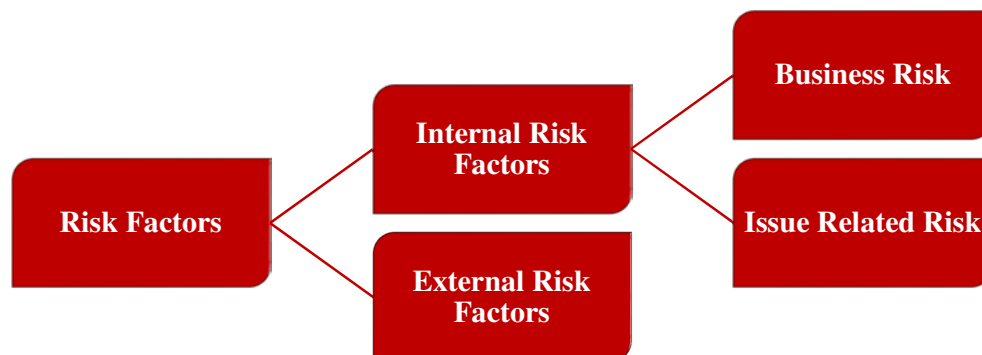 Risk Factors
Internal Risk
Factors
External Risk
Factors
Business Risk
Issue Related Risk